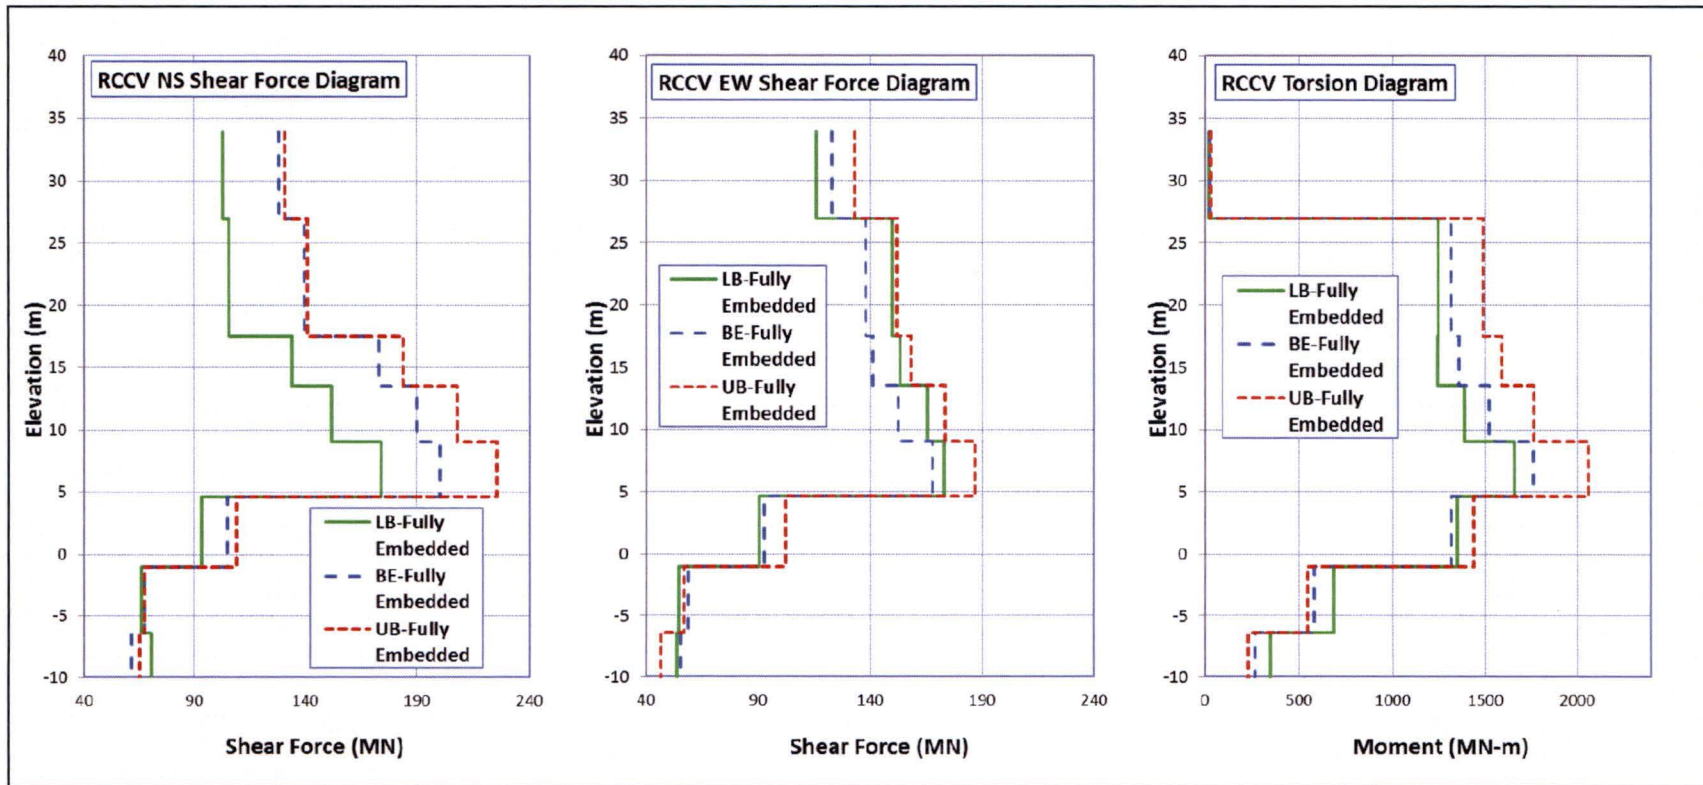 RCCV NS Shear Force Diagram
40
35
30
25
20
15
10
5
0
-5
-10
Elevation (m)
LB-Fully
Embedded
BE-Fully
Embedded
UB-Fully
Embedded
40 90 140 190 240
Shear Force (MN)
RCCV EW Shear Force Diagram
40
35
30
25
20
15
10
5
0
-5
-10
Elevation (m)
LB-Fully
Embedded
BE-Fully
Embedded
UB-Fully
Embedded
40 90 140 190 240
Shear Force (MN)
RCCV Torsion Diagram
40
35
30
25
20
15
10
5
0
-5
-10
Elevation (m)
LB-Fully
Embedded
BE-Fully
Embedded
UB-Fully
Embedded
0 500 1000 1500 2000
Moment (MN-m)